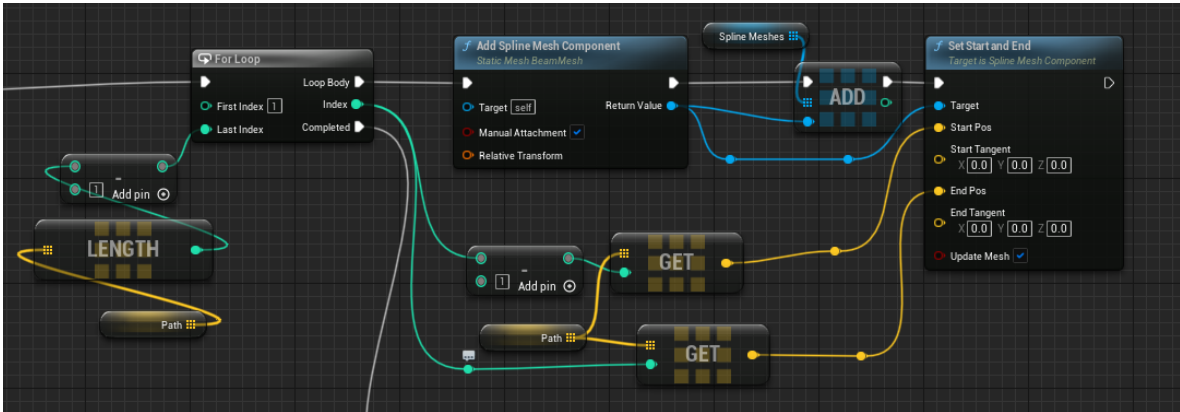 For Loop
Loop Body
First Index 1
Index
Last Index
Completed
-
1
Add pin
LENGTH
Path
Add Spline Mesh Component
Static Mesh BeamMesh
Target self
Return Value
Manual Attachment
Relative Transform
Spline Meshes
ADD
-
1
Add pin
GET
Path
GET
Set Start and End
Target is Spline Mesh Component
Target
Start Pos
Start Tangent
X 0.0 Y 0.0 Z 0.0
End Pos
End Tangent
X 0.0 Y 0.0 Z 0.0
Update Mesh